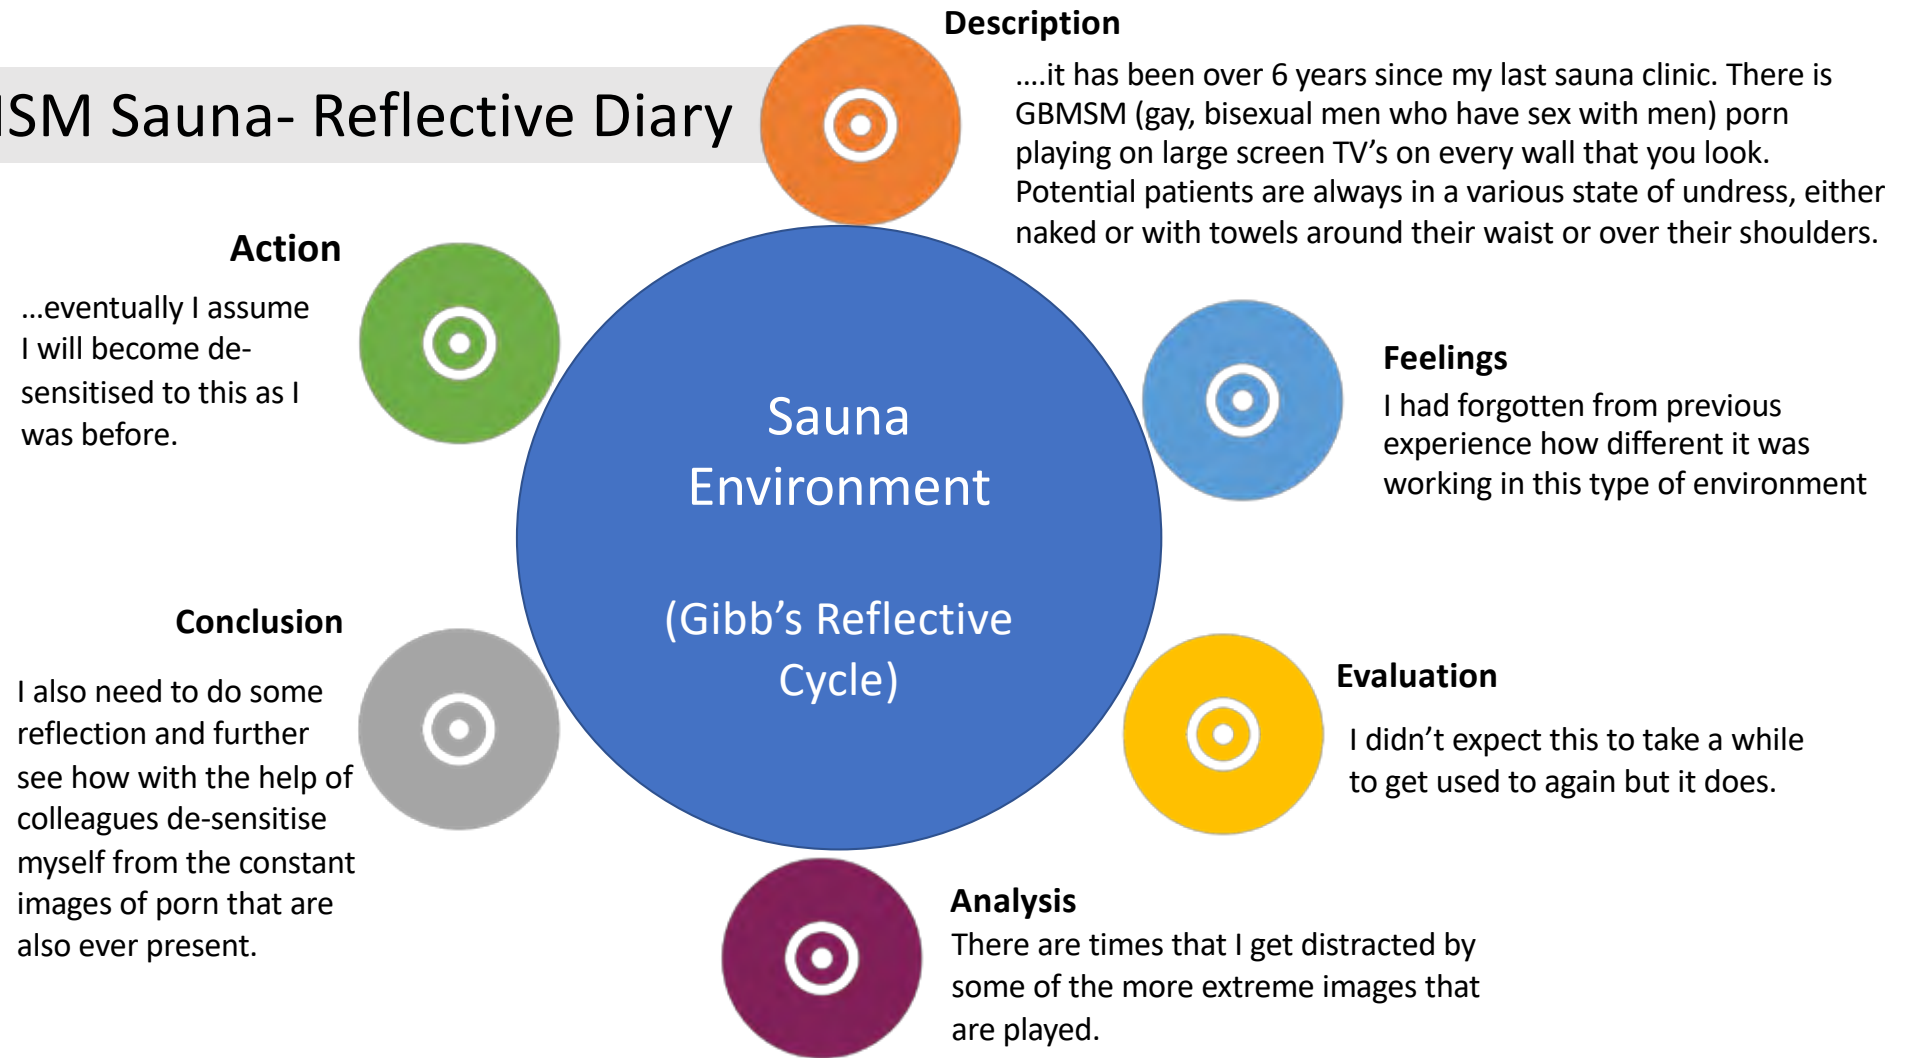 MSM Sauna- Reflective Diary
Description
....it has been over 6 years since my last sauna clinic. There is
GBMSM (gay, bisexual men who have sex with men) porn
playing on large screen TV’s on every wall that you look.
Potential patients are always in a various state of undress, either
naked or with towels around their waist or over their shoulders.
Feelings
I had forgotten from previous
experience how different it was
working in this type of environment
Evaluation
I didn’t expect this to take a while
to get used to again but it does.
Analysis
There are times that I get distracted by
some of the more extreme images that
are played.
Conclusion
I also need to do some
reflection and further
see how with the help of
colleagues de-sensitise
myself from the constant
images of porn that are
also ever present.
Action
...eventually I assume
I will become de-
sensitised to this as I
was before.
Sauna
Environment
(Gibb’s Reflective
Cycle)